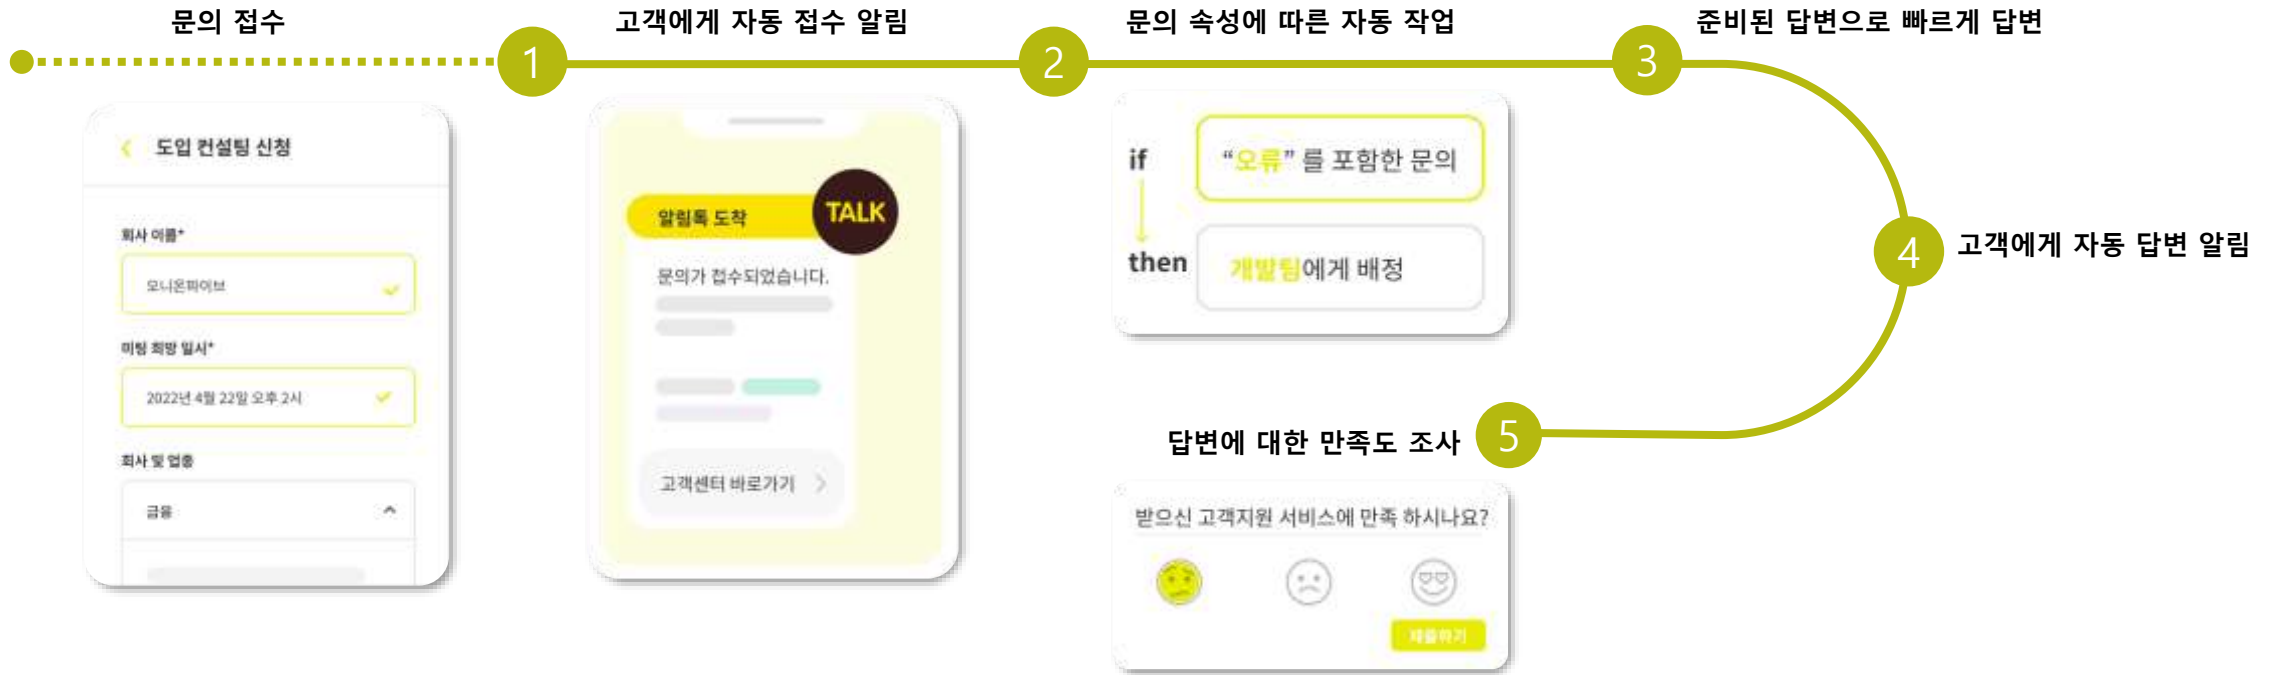 문의 접수
1
고객에게 자동 접수 알림
2
문의 속성에 따른 자동 작업
3
준비된 답변으로 빠르게 답변
4
고객에게 자동 답변 알림
5
답변에 대한 만족도 조사
도입 컨설팅 신청
회사 이름*
오니온파이브
미팅 희망 일시*
2022년 4월 22일 오후 2시
회사 및 업종
금융
알림톡 도착
TALK
문의가 접수되었습니다.
고객센터 바로가기
if
“오류” 를 포함한 문의
then
개발팀에게 배정
받으신 고객지원 서비스에 만족 하시나요?
제출하기